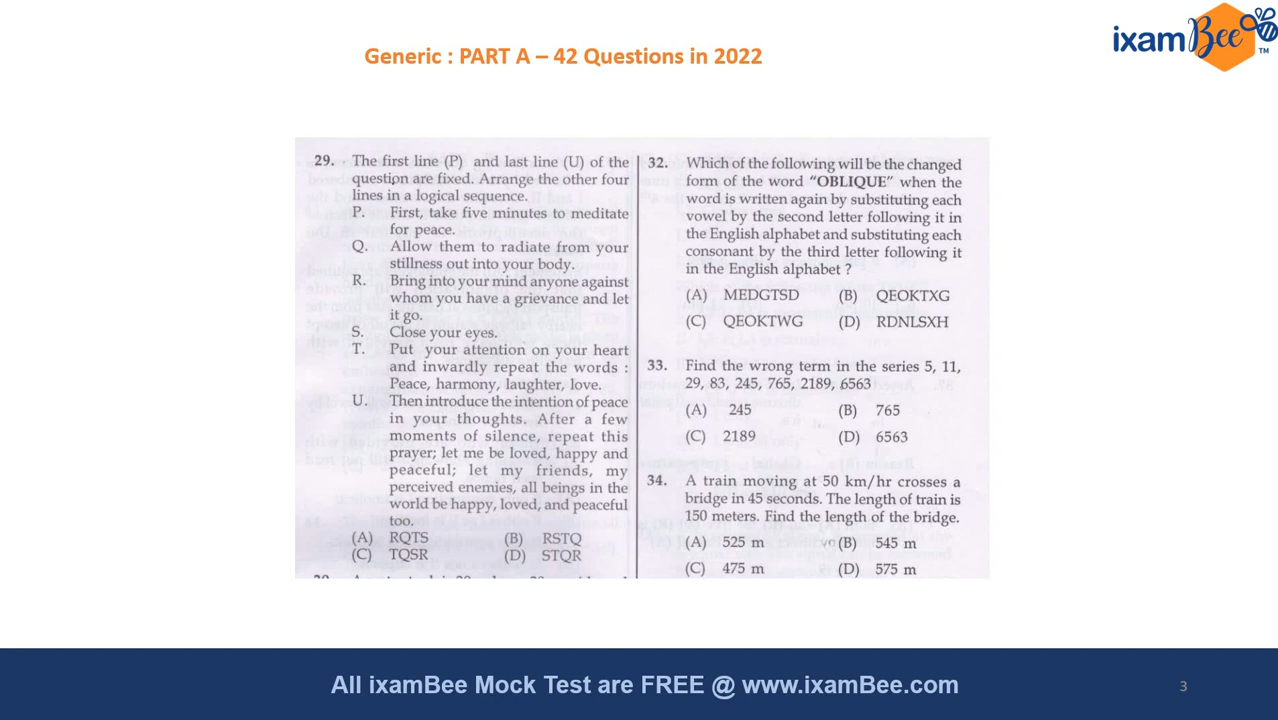 ixamBee
TM
Generic : PART A – 42 Questions in 2022
29. The first line (P) and last line (U) of the
question are fixed. Arrange the other four
lines in a logical sequence.
P. First, take five minutes to meditate
for peace.
Q. Allow them to radiate from your
stillness out into your body.
R. Bring into your mind anyone against
whom you have a grievance and let
it go.
S. Close your eyes.
T. Put your attention on your heart
and inwardly repeat the words :
Peace, harmony, laughter, love.
U. Then introduce the intention of peace
in your thoughts. After a few
moments of silence, repeat this
prayer; let me be loved, happy and
peaceful; let my friends, my
perceived enemies, all beings in the
world be happy, loved, and peaceful
too.
(A) RQTS (B) RSTQ
(C) TQSR (D) STQR
32. Which of the following will be the changed
form of the word "OBLIQUE" when the
word is written again by substituting each
vowel by the second letter following it in
the English alphabet and substituting each
consonant by the third letter following it
in the English alphabet ?
(A) MEDGTSD (B) QEOKTXG
(C) QEOKTWG (D) RDNLSXH
33. Find the wrong term in the series 5, 11,
29, 83, 245, 765, 2189, 6563
(A) 245 (B) 765
(C) 2189 (D) 6563
34. A train moving at 50 km/hr crosses a
bridge in 45 seconds. The length of train is
150 meters. Find the length of the bridge.
(A) 525 m (B) 545 m
(C) 475 m (D) 575 m
All ixamBee Mock Test are FREE @ www.ixamBee.com
3